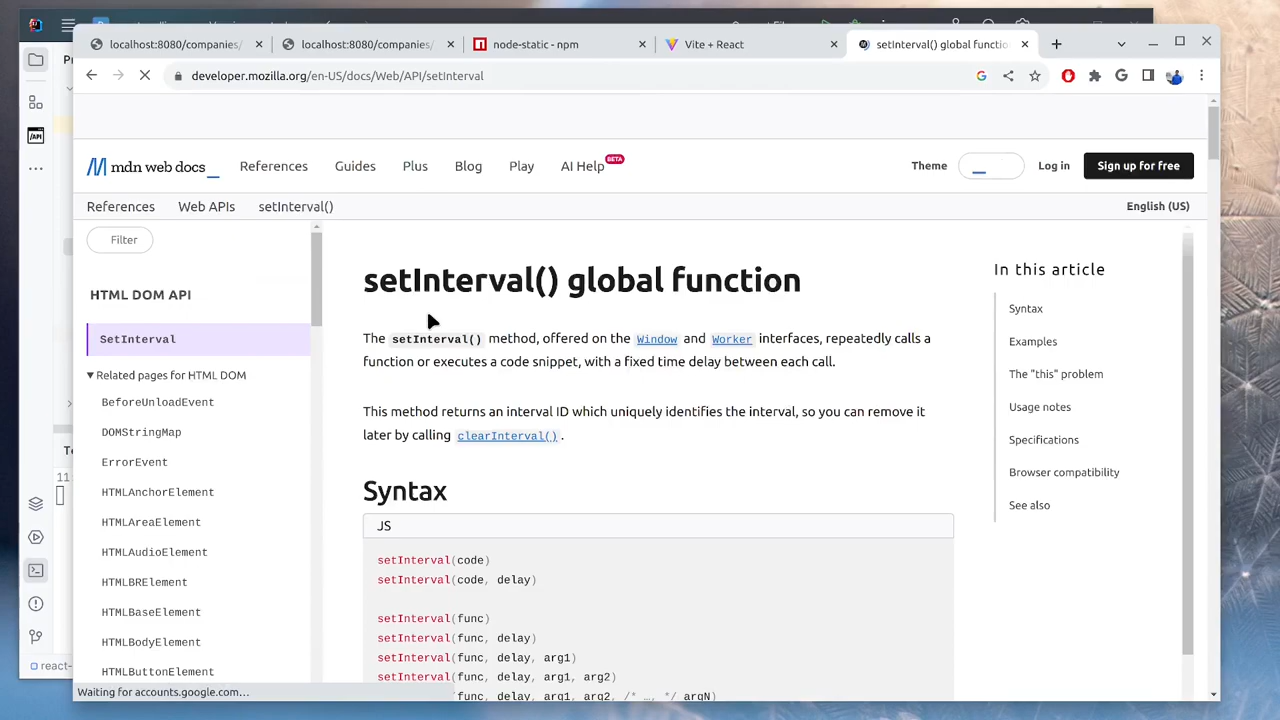 localhost:8080/companies/
localhost:8080/companies/
node-static - npm
Vite + React
setInterval() global functio
developer.mozilla.org/en-US/docs/Web/API/setInterval
mdn web docs
References
Guides
Plus
Blog
Play
AI Help BETA
Theme
Log in
Sign up for free
References
Web APIs
setInterval()
English (US)
Filter
HTML DOM API
SetInterval
Related pages for HTML DOM
BeforeUnloadEvent
DOMStringMap
ErrorEvent
HTMLAnchorElement
HTMLAreaElement
HTMLAudioElement
HTMLBRElement
HTMLBaseElement
HTMLBodyElement
HTMLButtonElement
setInterval() global function
The setInterval() method, offered on the Window and Worker interfaces, repeatedly calls a
function or executes a code snippet, with a fixed time delay between each call.
This method returns an interval ID which uniquely identifies the interval, so you can remove it
later by calling clearInterval().
Syntax
JS
setInterval(code)
setInterval(code, delay)
setInterval(func)
setInterval(func, delay)
setInterval(func, delay, arg1)
setInterval(func, delay, arg1, arg2)
(func, delay, arg1, arg2, /* …, */ argN)
In this article
Syntax
Examples
The "this" problem
Usage notes
Specifications
Browser compatibility
See also
Waiting for accounts.google.com...
API
11
react-